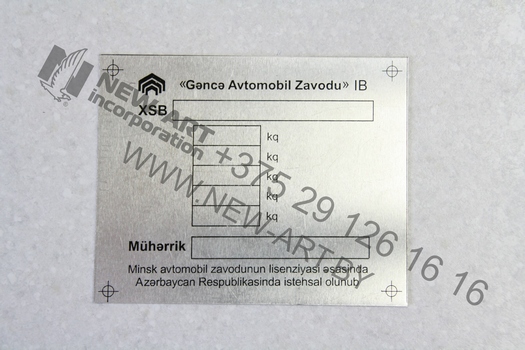 «Gəncə Avtomobil Zavodu» IB
XSB
kq
kq
kq
kq
kq
Mühərrik
Minsk avtomobil zavodunun lisenziyası əsasında
Azərbaycan Respublikasında istehsal olunub
N
NEW-ART
incorporation
+375 29 126 16 16
WWW.NEW-ART.BY